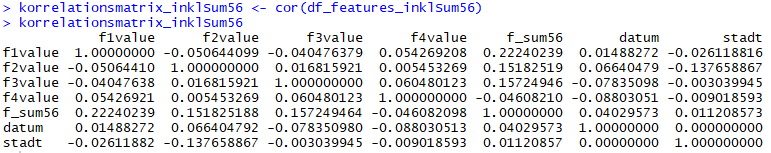 > korrelationsmatrix_inklSum56 <- cor(df_features_inklSum56)
> korrelationsmatrix_inklSum56
f1value f2value f3value f4value f_sum56 datum stadt
f1value 1.00000000 -0.050644099 -0.040476379 0.054269208 0.22240239 0.01488272 -0.026118816
f2value -0.05064410 1.000000000 0.016815921 0.005453269 0.15182519 0.06640479 -0.137658867
f3value -0.04047638 0.016815921 1.000000000 0.060480123 0.15724946 -0.07835098 -0.003039945
f4value 0.05426921 0.005453269 0.060480123 1.000000000 -0.04608210 -0.08803051 -0.009018593
f_sum56 0.22240239 0.151825188 0.157249464 -0.046082098 1.00000000 0.04029573 0.011208573
datum 0.01488272 0.066404792 -0.078350980 -0.088030513 0.04029573 1.00000000 0.000000000
stadt -0.02611882 -0.137658867 -0.003039945 -0.009018593 0.01120857 0.00000000 1.000000000